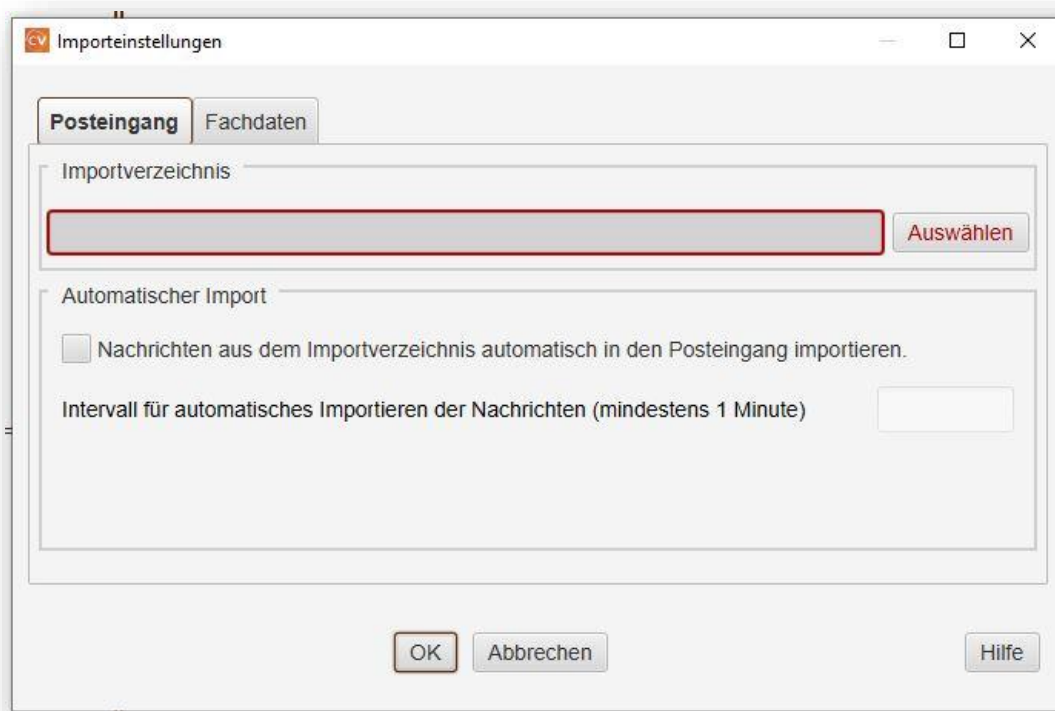 CV Importeinstellungen
Posteingang Fachdaten
Importverzeichnis
Auswählen
Automatischer Import
Nachrichten aus dem Importverzeichnis automatisch in den Posteingang importieren.
Intervall für automatisches Importieren der Nachrichten (mindestens 1 Minute)
OK Abbrechen Hilfe